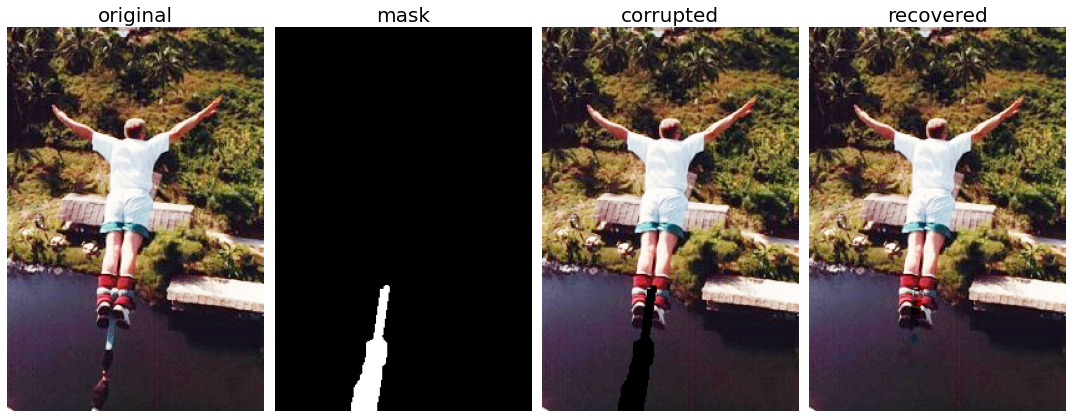 original
mask
corrupted
recovered